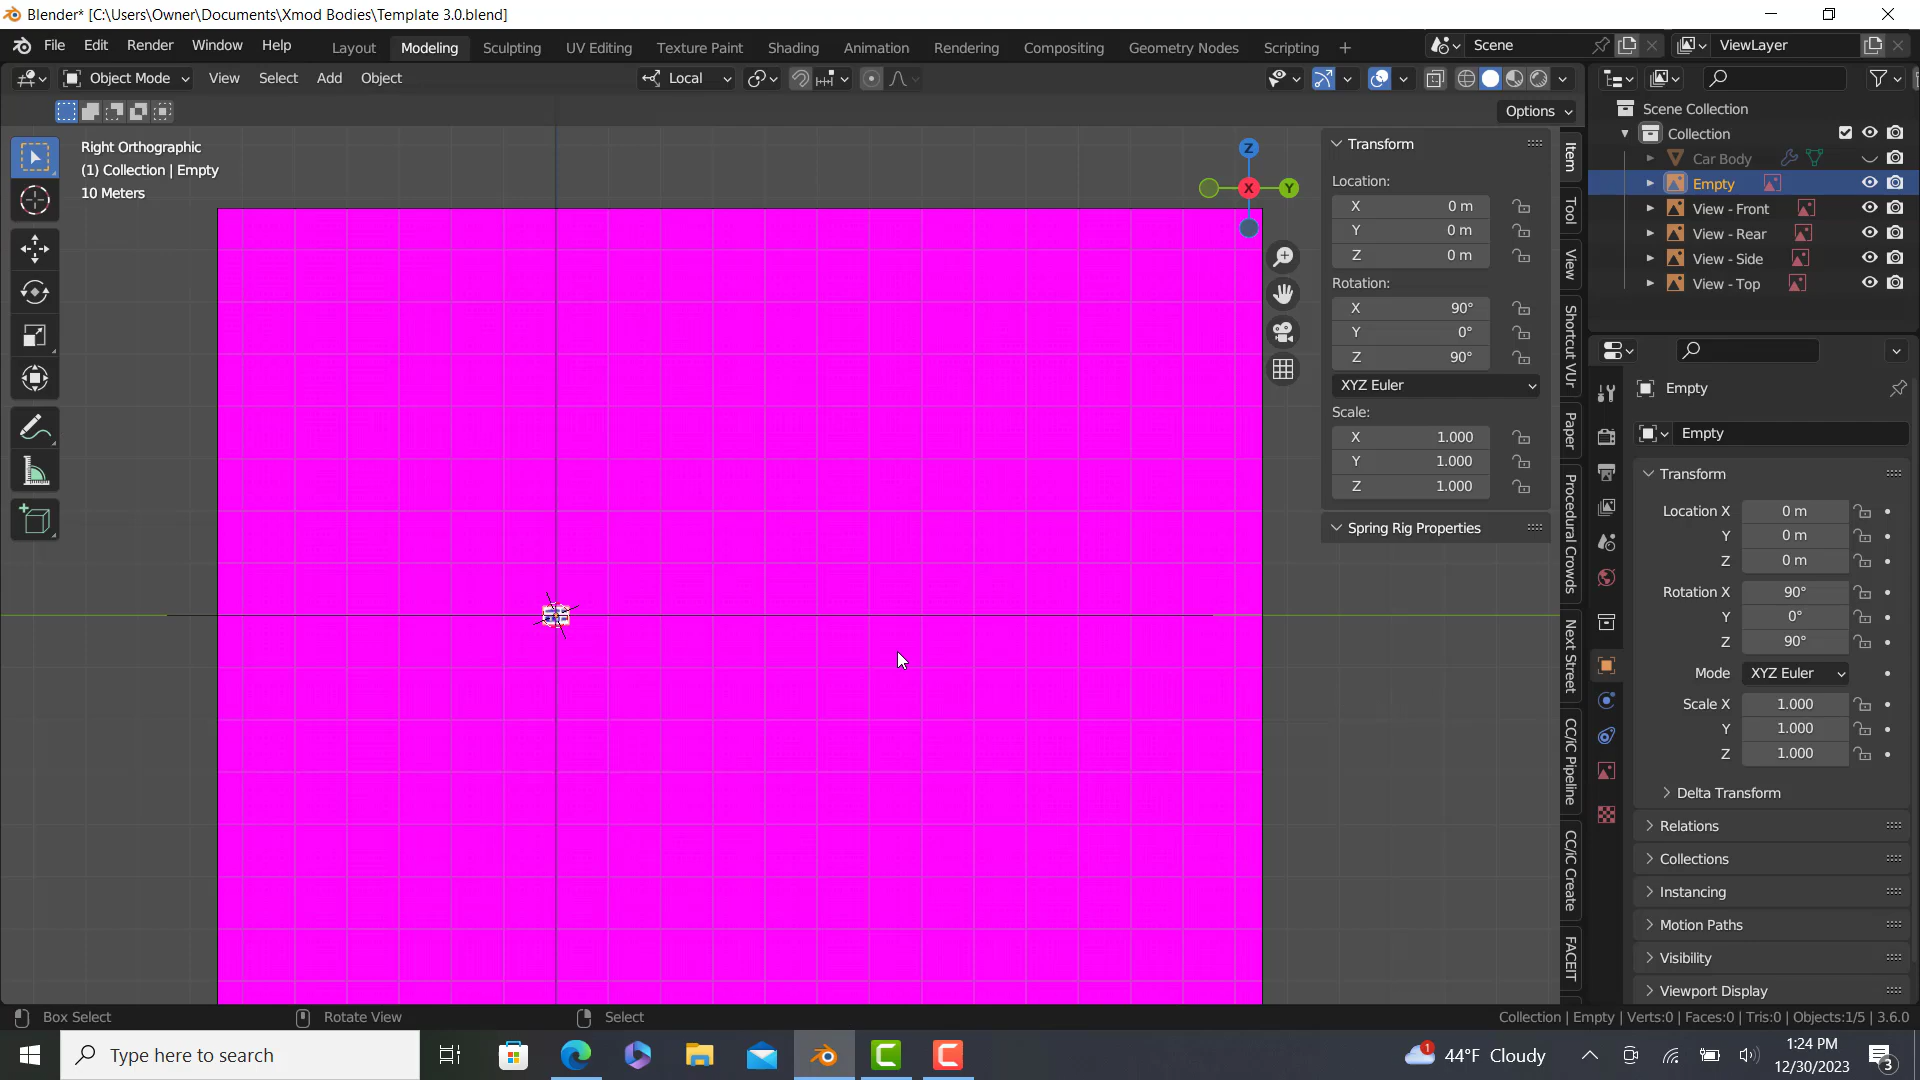 Blender* [C:\Users\Owner\Documents\Xmod Bodies\Template 3.0.blend]
File Edit Render Window Help Layout Modeling Sculpting UV Editing Texture Paint Shading Animation Rendering Compositing Geometry Nodes Scripting + Scene ViewLayer
Object Mode View Select Add Object Local
Options
Right Orthographic
(1) Collection | Empty
10 Meters
Z
X
Y
Transform
Location:
X 0 m
Y 0 m
Z 0 m
Rotation:
X 90°
Y 0°
Z 90°
XYZ Euler
Scale:
X 1.000
Y 1.000
Z 1.000
Spring Rig Properties
Item
Tool
View
Shortcut VUr
Paper
Procedural Crowds
Next Street
CC/iC Pipeline
CC/iC Create
FACEIT
Scene Collection
Collection
Car Body
Empty
View - Front
View - Rear
View - Side
View - Top
Empty
Empty
Transform
Location X 0 m
Y 0 m
Z 0 m
Rotation X 90°
Y 0°
Z 90°
Mode XYZ Euler
Scale X 1.000
Y 1.000
Z 1.000
Delta Transform
Relations
Collections
Instancing
Motion Paths
Visibility
Viewport Display
Box Select Rotate View Select Collection | Empty | Verts:0 | Faces:0 | Tris:0 | Objects:1/5 | 3.6.0
Type here to search
1
44°F Cloudy
1:24 PM
12/30/2023
3